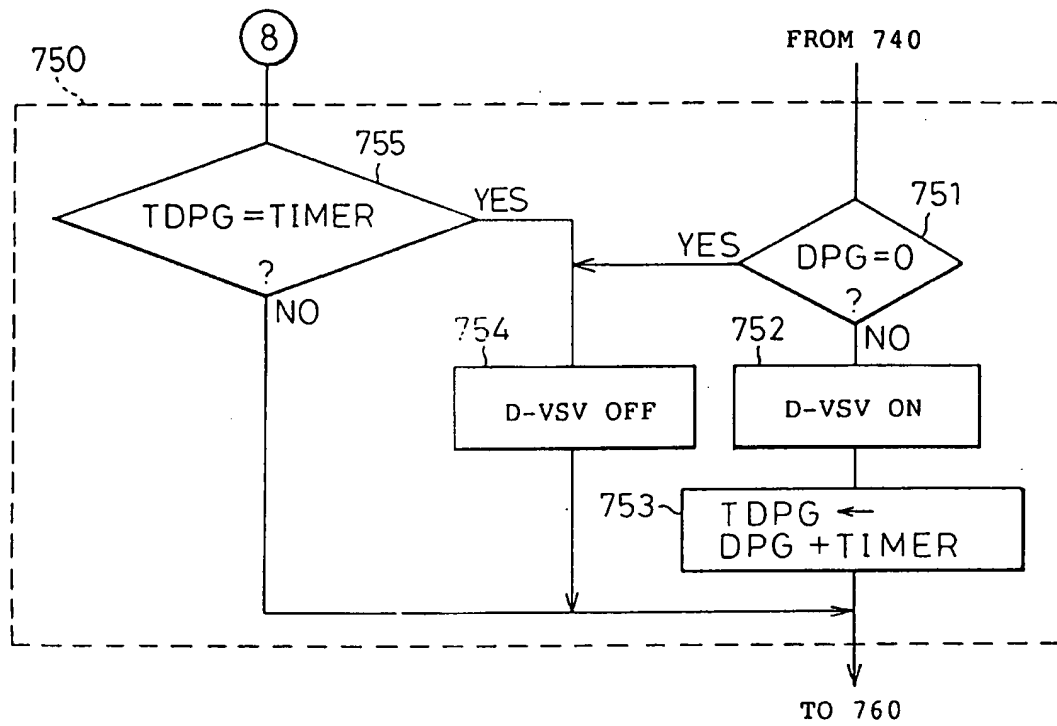 8
FROM 740
750
755
TDPG=TIMER
?
YES
NO
751
YES
DPG=0
?
NO
754
D-VSV OFF
752
D-VSV ON
753
TDPG ←
DPG+TIMER
TO 760